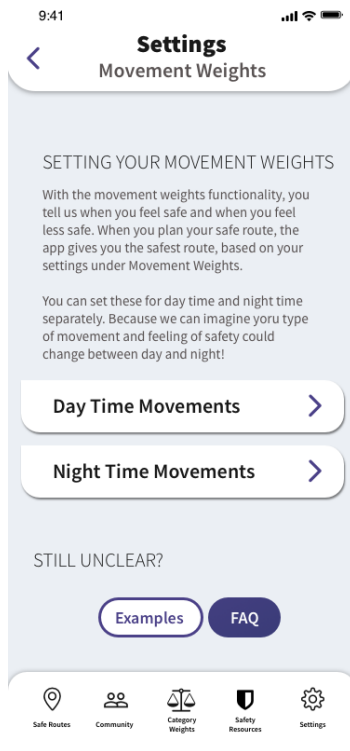 9:41
Settings
Movement Weights
SETTING YOUR MOVEMENT WEIGHTS
With the movement weights functionality, you
tell us when you feel safe and when you feel
less safe. When you plan your safe route, the
app gives you the safest route, based on your
settings under Movement Weights.
You can set these for day time and night time
separately. Because we can imagine yoru type
of movement and feeling of safety could
change between day and night!
Day Time Movements
Night Time Movements
STILL UNCLEAR?
Examples
FAQ
Safe Routes
Community
Category
Weights
Safety
Resources
Settings